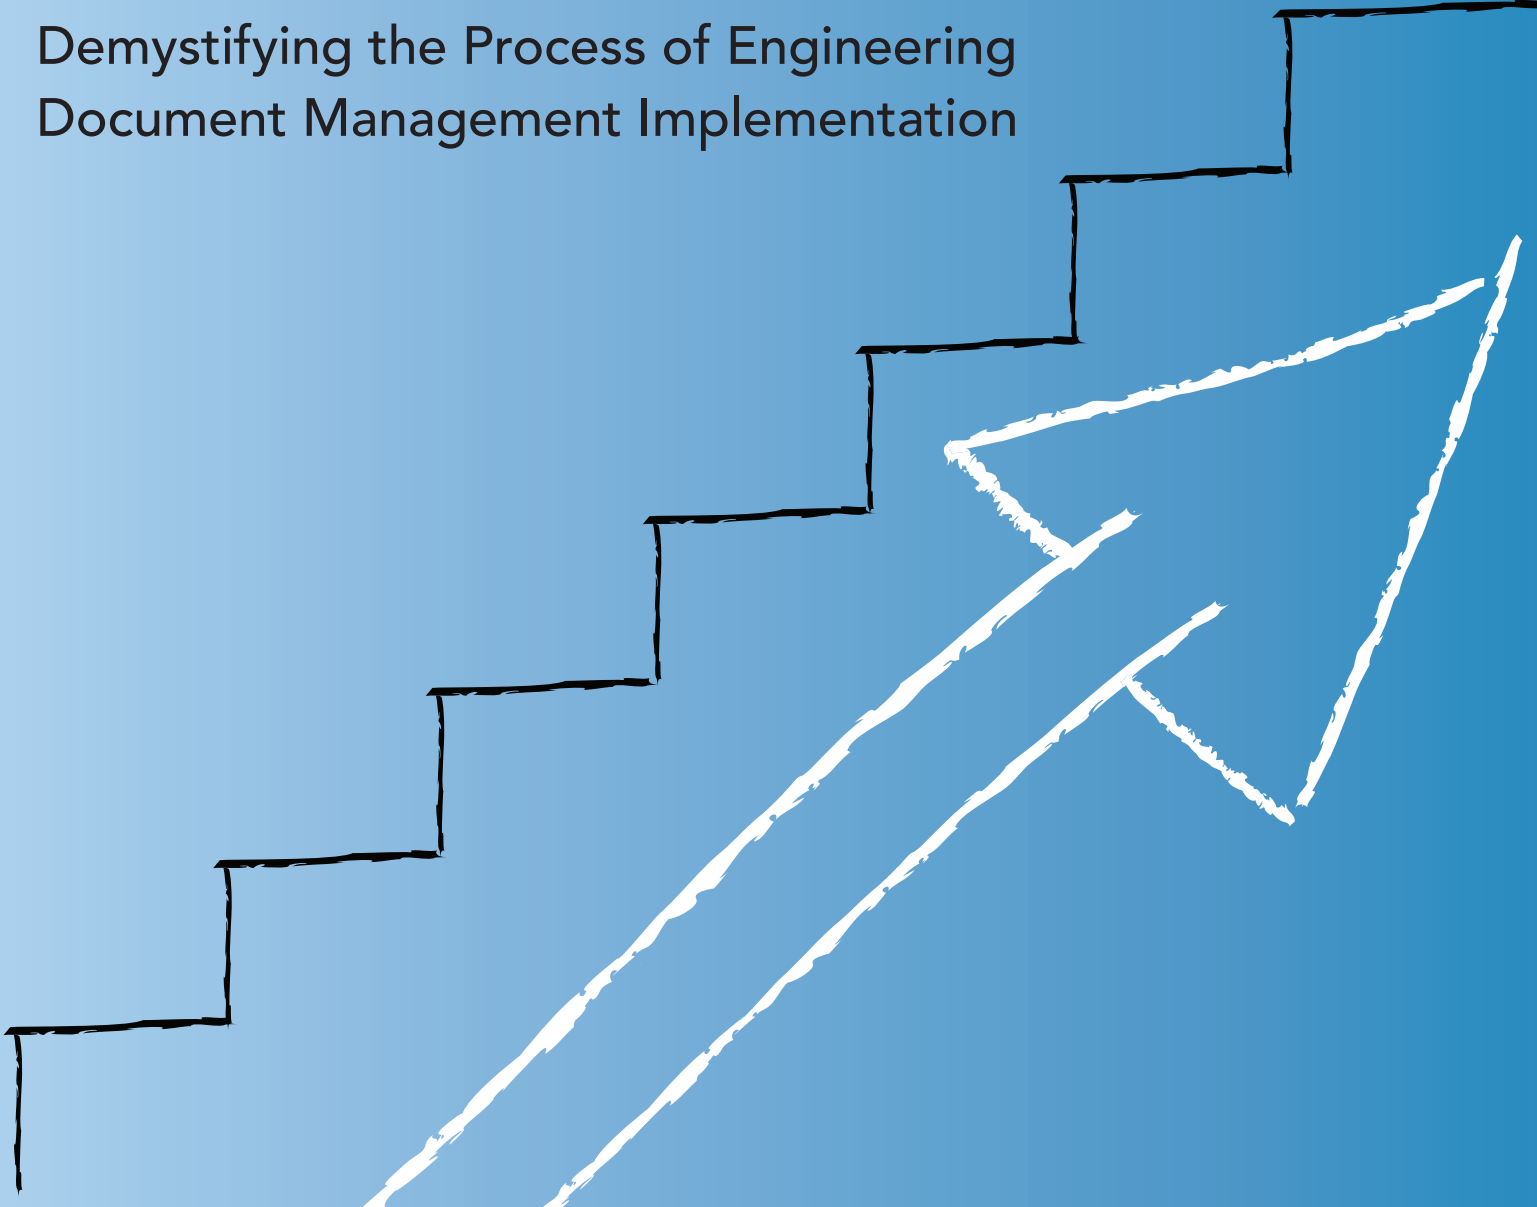 Demystifying the Process of Engineering
Document Management Implementation